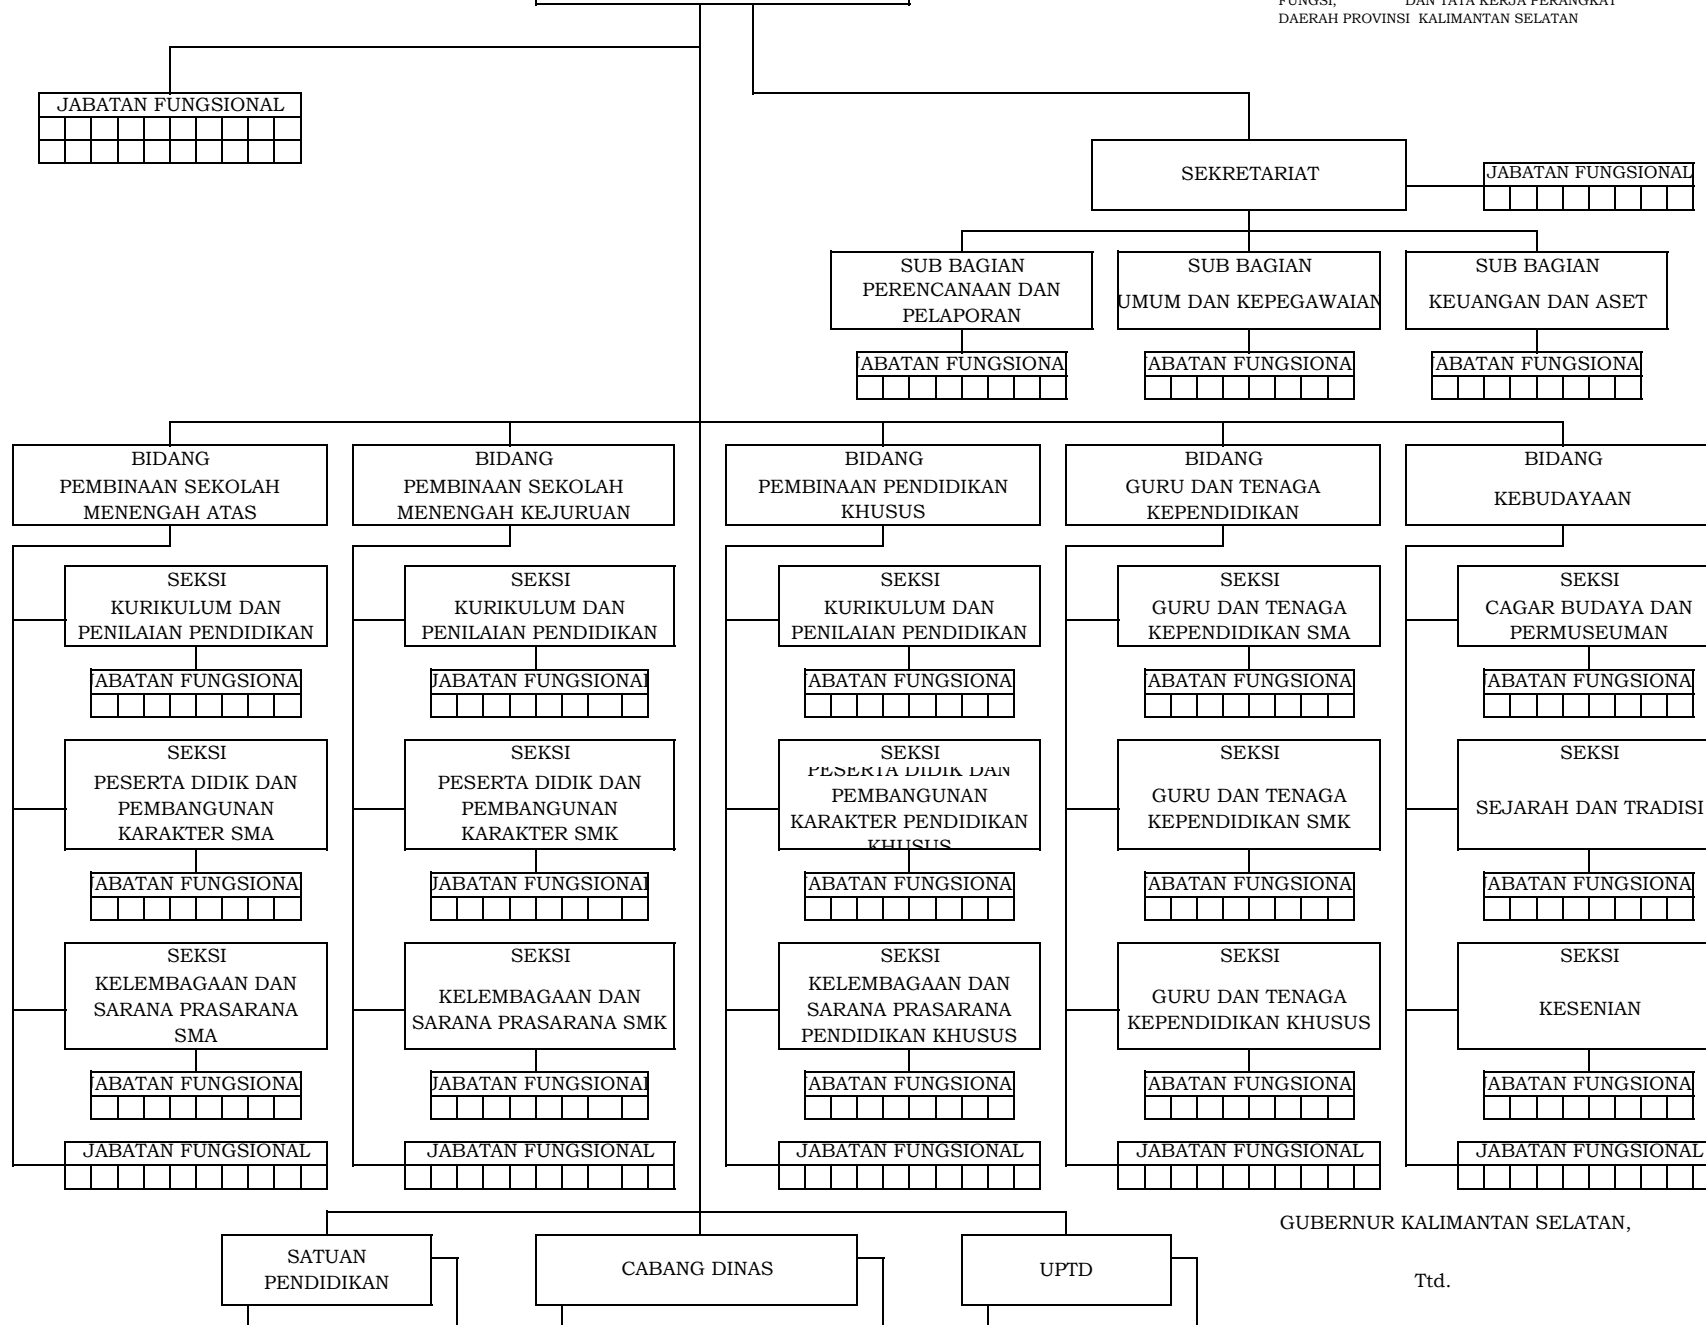 FUNGSI, DAN TATA KERJA PERANGKAT
DAERAH PROVINSI KALIMANTAN SELATAN
JABATAN FUNGSIONAL
SEKRETARIAT
JABATAN FUNGSIONAL
SUB BAGIAN
PERENCANAAN DAN
PELAPORAN
SUB BAGIAN
UMUM DAN KEPEGAWAIAN
SUB BAGIAN
KEUANGAN DAN ASET
ABATAN FUNGSIONA
ABATAN FUNGSIONA
ABATAN FUNGSIONA
BIDANG
PEMBINAAN SEKOLAH
MENENGAH ATAS
BIDANG
PEMBINAAN SEKOLAH
MENENGAH KEJURUAN
BIDANG
PEMBINAAN PENDIDIKAN
KHUSUS
BIDANG
GURU DAN TENAGA
KEPENDIDIKAN
BIDANG
KEBUDAYAAN
SEKSI
KURIKULUM DAN
PENILAIAN PENDIDIKAN
SEKSI
KURIKULUM DAN
PENILAIAN PENDIDIKAN
SEKSI
KURIKULUM DAN
PENILAIAN PENDIDIKAN
SEKSI
GURU DAN TENAGA
KEPENDIDIKAN SMA
SEKSI
CAGAR BUDAYA DAN
PERMUSEUMAN
ABATAN FUNGSIONA
JABATAN FUNGSIONAL
ABATAN FUNGSIONA
ABATAN FUNGSIONA
ABATAN FUNGSIONA
SEKSI
PESERTA DIDIK DAN
PEMBANGUNAN
KARAKTER SMA
SEKSI
PESERTA DIDIK DAN
PEMBANGUNAN
KARAKTER SMK
SEKSI
PESERTA DIDIK DAN
PEMBANGUNAN
KARAKTER PENDIDIKAN
KHUSUS
SEKSI
GURU DAN TENAGA
KEPENDIDIKAN SMK
SEKSI
SEJARAH DAN TRADISI
ABATAN FUNGSIONA
JABATAN FUNGSIONAL
ABATAN FUNGSIONA
ABATAN FUNGSIONA
ABATAN FUNGSIONA
SEKSI
KELEMBAGAAN DAN
SARANA PRASARANA
SMA
SEKSI
KELEMBAGAAN DAN
SARANA PRASARANA SMK
SEKSI
KELEMBAGAAN DAN
SARANA PRASARANA
PENDIDIKAN KHUSUS
SEKSI
GURU DAN TENAGA
KEPENDIDIKAN KHUSUS
SEKSI
KESENIAN
ABATAN FUNGSIONA
JABATAN FUNGSIONAL
ABATAN FUNGSIONA
ABATAN FUNGSIONA
ABATAN FUNGSIONA
JABATAN FUNGSIONAL
JABATAN FUNGSIONAL
JABATAN FUNGSIONAL
JABATAN FUNGSIONAL
JABATAN FUNGSIONAL
SATUAN
PENDIDIKAN
CABANG DINAS
UPTD
GUBERNUR KALIMANTAN SELATAN,
Ttd.